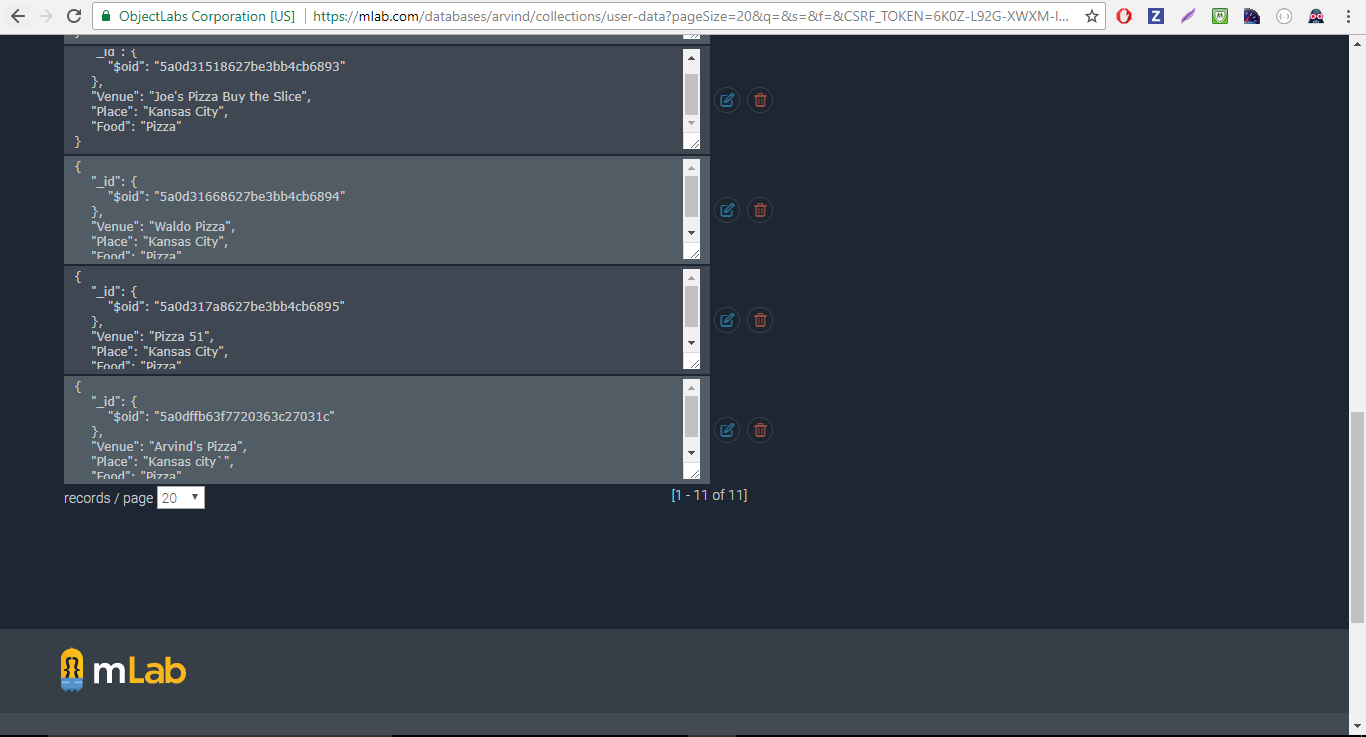 ObjectLabs Corporation [US]
https://mlab.com/databases/arvind/collections/user-data?pageSize=20&q=&s=&f=&CSRF_TOKEN=6K0Z-L92G-XWXM-I...
}
"_id": {
"$oid": "5a0d31518627be3bb4cb6893"
},
"Venue": "Joe's Pizza Buy the Slice",
"Place": "Kansas City",
"Food": "Pizza"
}
{
"_id": {
"$oid": "5a0d31668627be3bb4cb6894"
},
"Venue": "Waldo Pizza",
"Place": "Kansas City",
"Food": "Pizza"
{
"_id": {
"$oid": "5a0d317a8627be3bb4cb6895"
},
"Venue": "Pizza 51",
"Place": "Kansas City",
"Food": "Pizza"
{
"_id": {
"$oid": "5a0dffb63f7720363c27031c"
},
"Venue": "Arvind's Pizza",
"Place": "Kansas city`",
"Food": "Pizza"
records / page 20
[1 - 11 of 11]
mLab